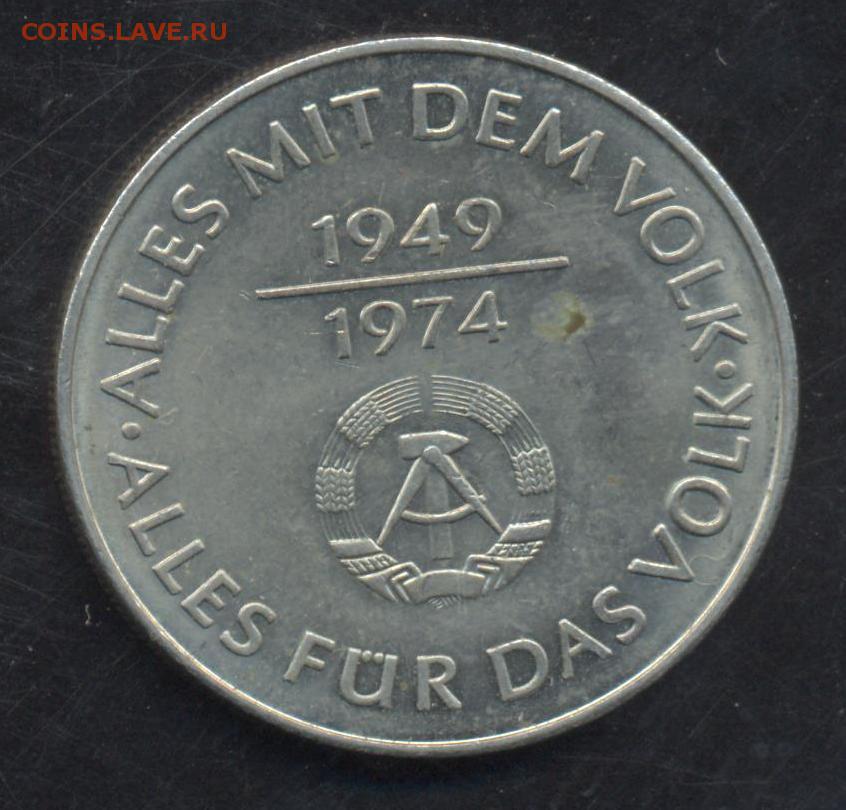 COINS.LAVE.RU
ALLES MIT DEM VOLK · ALLES FÜR DAS VOLK ·
1949
1974